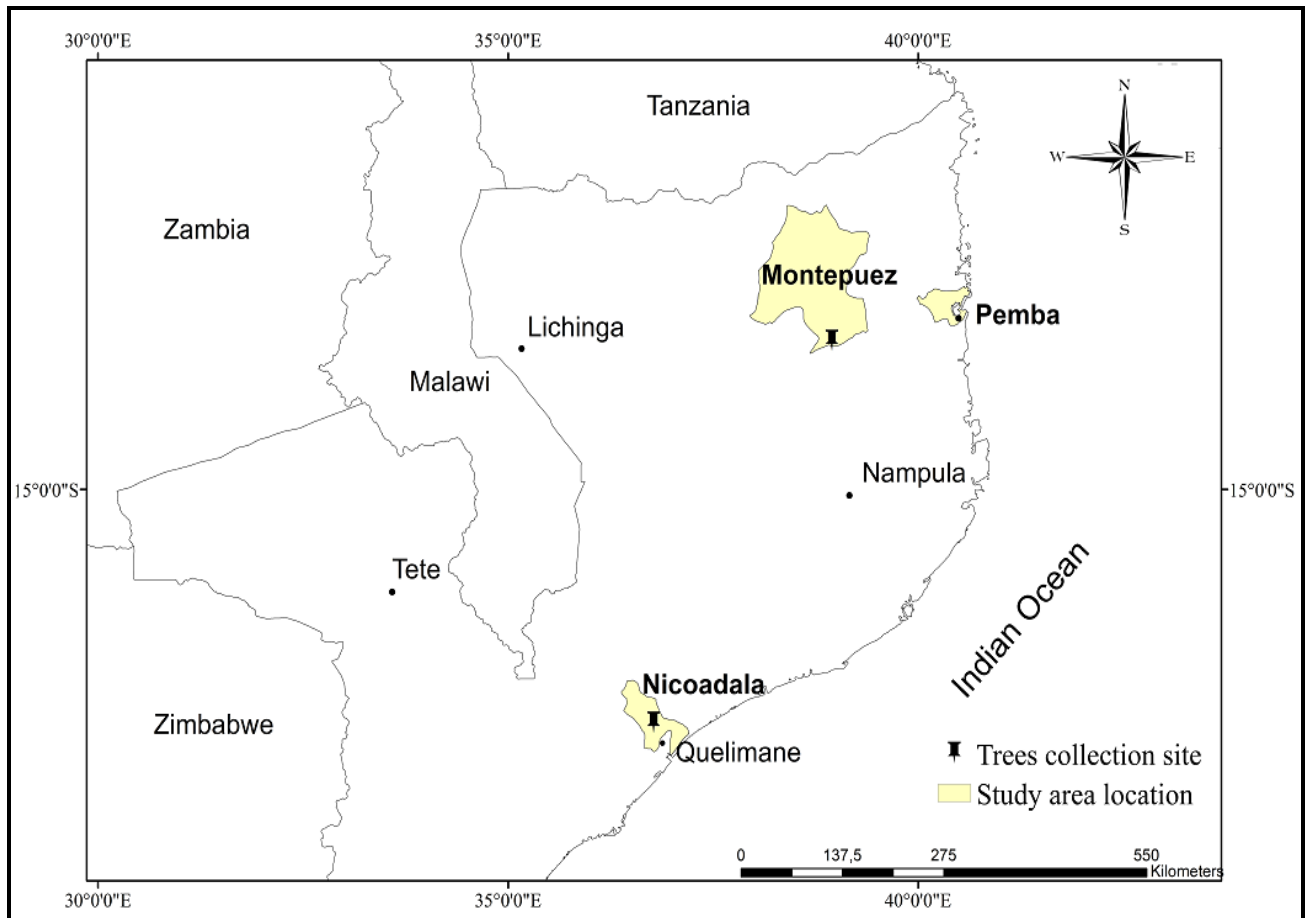 30°0'0"E 35°0'0"E 40°0'0"E
Tanzania
N
W E
S
Zambia
Montepuez
Pemba
Lichinga
Malawi
Nampula
15°0'0"S 15°0'0"S
Tete
Indian Ocean
Nicoadala
Zimbabwe
Quelimane
Trees collection site
Study area location
0 137,5 275 550
Kilometers
30°0'0"E 35°0'0"E 40°0'0"E